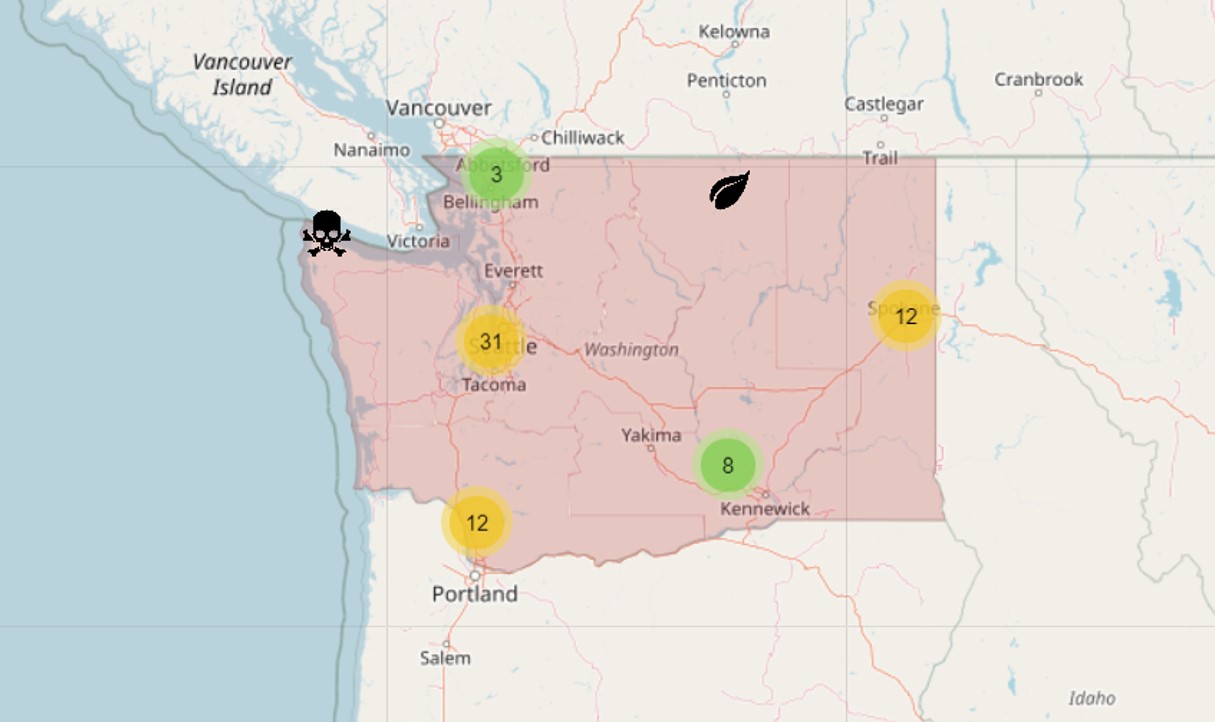 Kelowna
Vancouver
Island
Penticton
Cranbrook
Vancouver
Castlegar
Chilliwack
Nanaimo
Trail
Abbotsford
3
Bellingham
Victoria
Everett
Spokane
12
31
Seattle
Washington
Tacoma
Yakima
8
Kennewick
12
Portland
Salem
Idaho